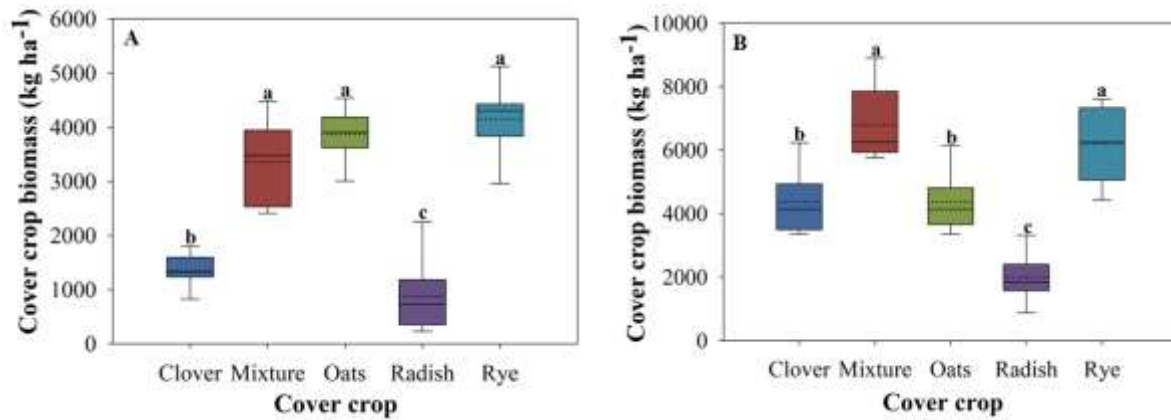 A
Cover crop biomass (kg ha⁻¹)
6000
5000
4000
3000
2000
1000
0
b
a
a
c
a
Clover Mixture Oats Radish Rye
Cover crop
B
Cover crop biomass (kg ha⁻¹)
10000
8000
6000
4000
2000
0
b
a
b
c
a
Clover Mixture Oats Radish Rye
Cover crop